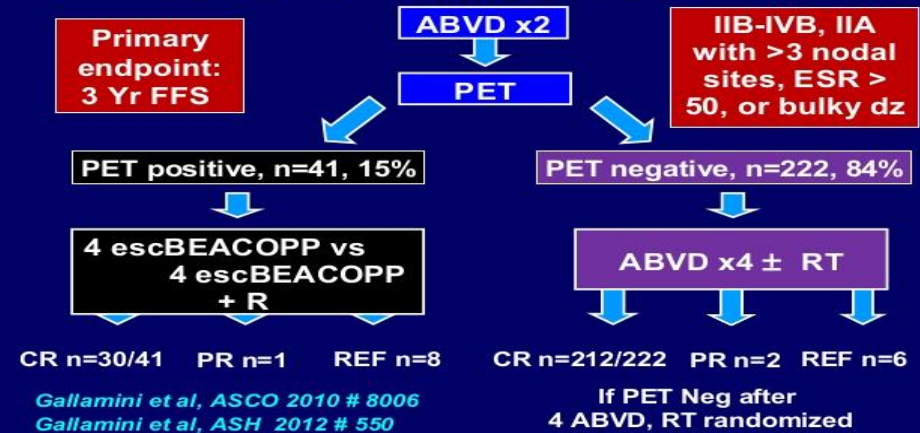 Primary
endpoint:
3 Yr FFS
ABVD x2
PET
IIB-IVB, IIA
with >3 nodal
sites, ESR >
50, or bulky dz
PET positive, n=41, 15%
PET negative, n=222, 84%
4 escBEACOPP vs
4 escBEACOPP
+ R
ABVD x4 ± RT
CR n=30/41 PR n=1 REF n=8
CR n=212/222 PR n=2 REF n=6
Gallamini et al, ASCO 2010 # 8006
Gallamini et al, ASH 2012 # 550
If PET Neg after
4 ABVD, RT randomized